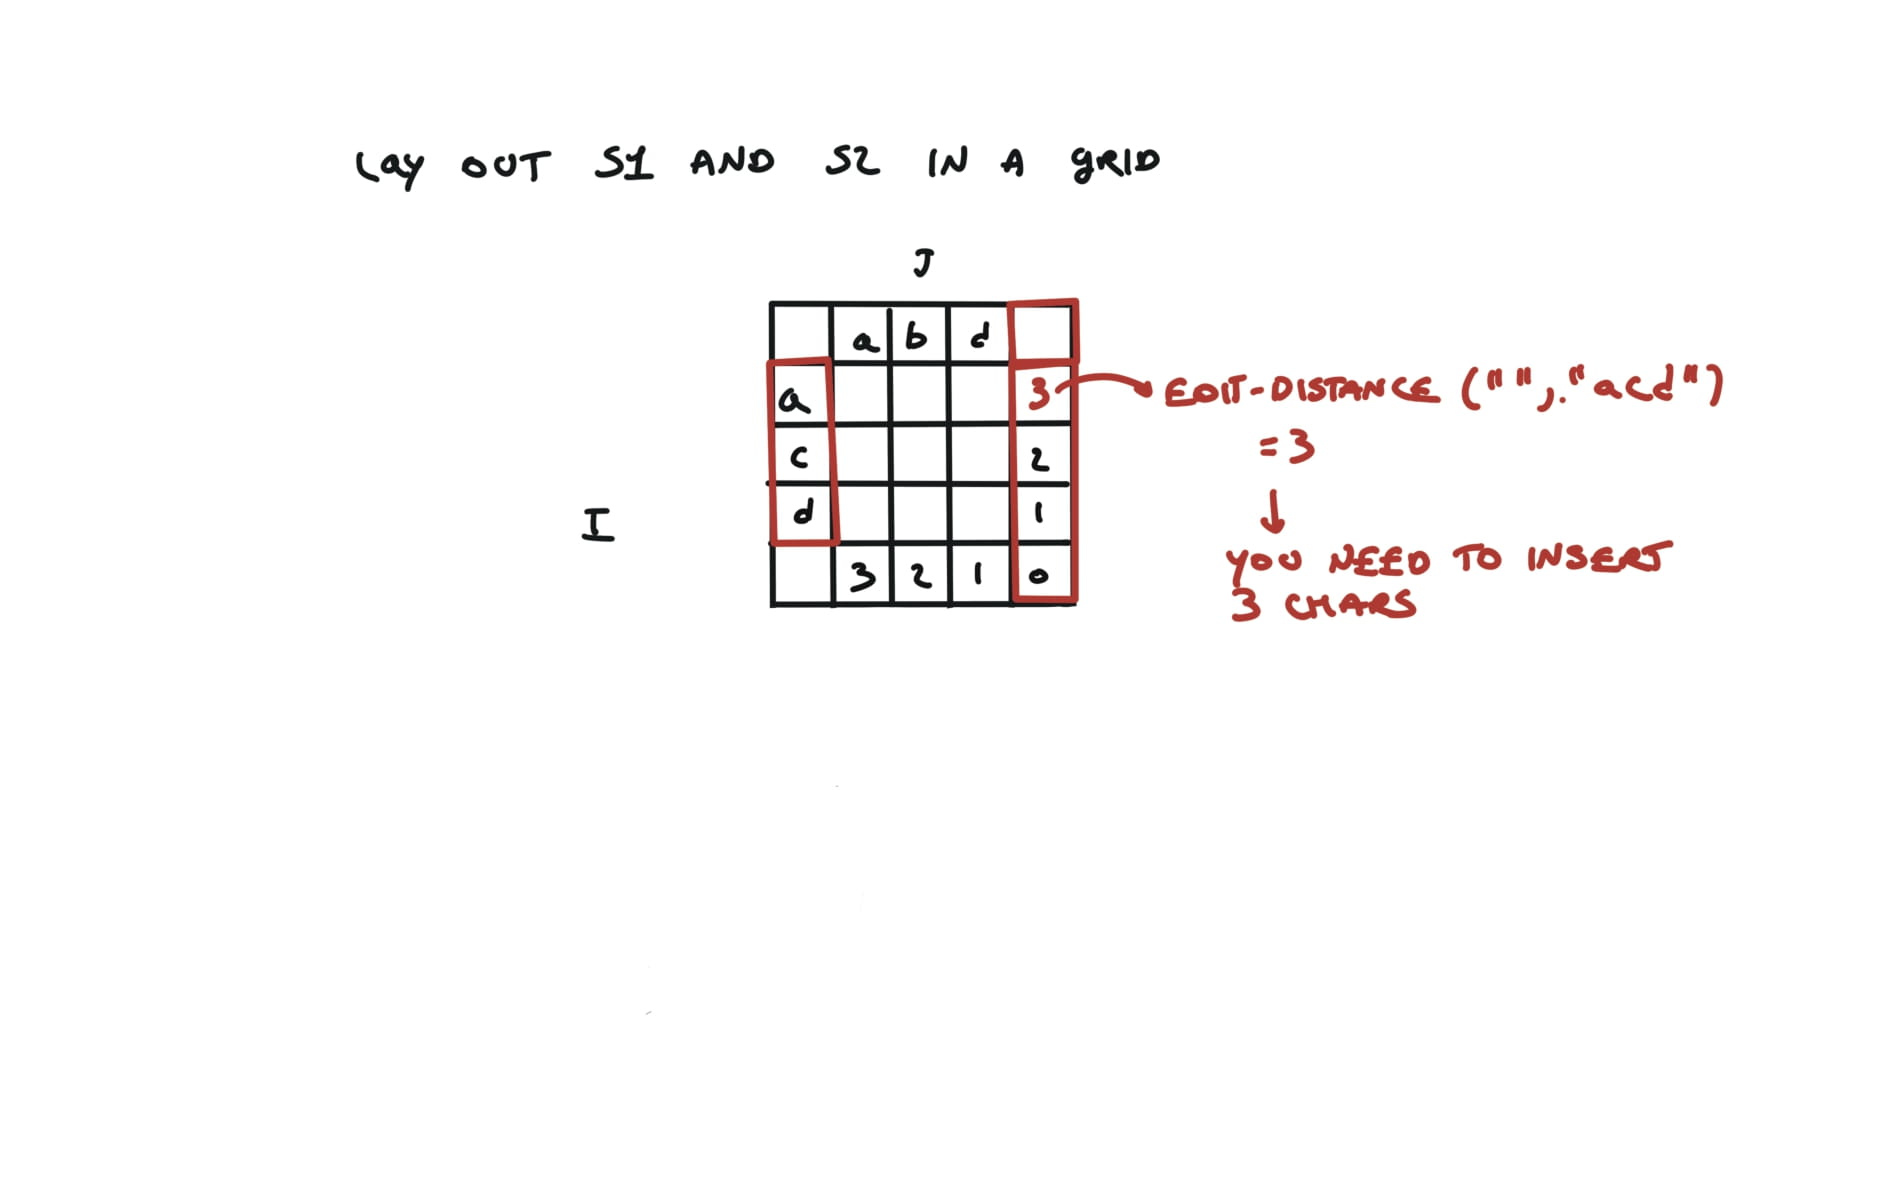 Lay OUT S1 AND S2 IN A gRID
J
a b d
a 3 EDIT-DISTANCE ("","acd")
= 3
c 2
d 1
I
YOU NEED TO INSERT
3 2 1 0
3 CHARS